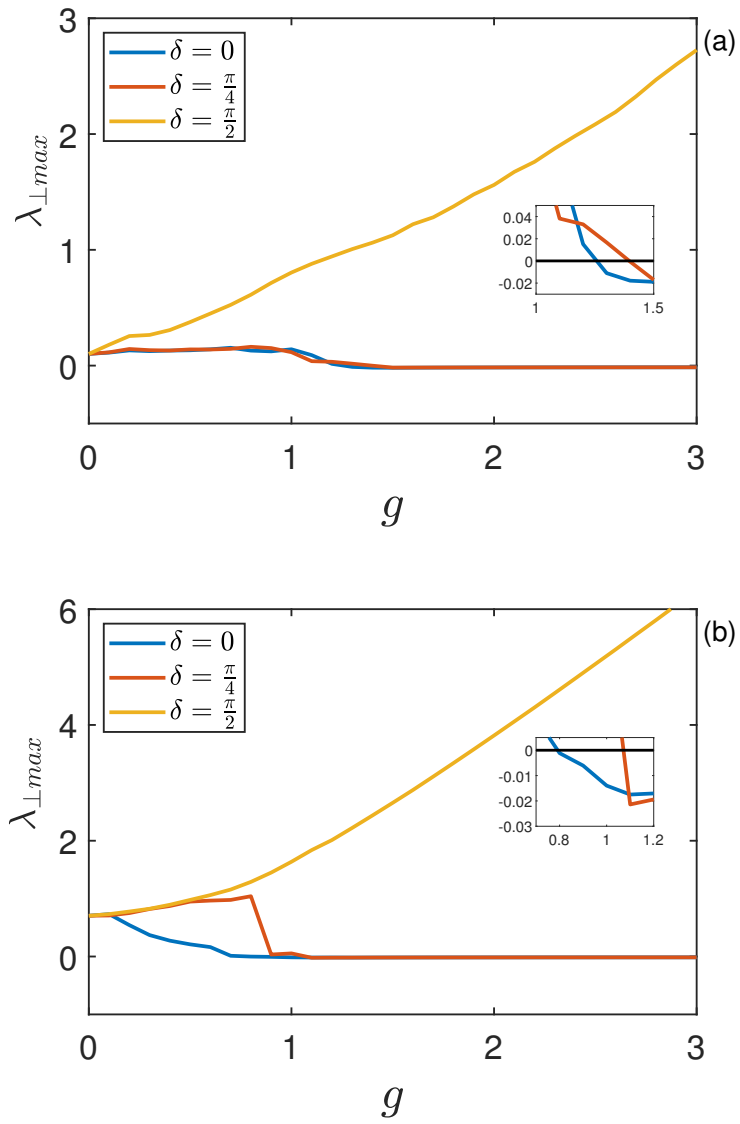 (a)
3
2
1
0
λ⊥max
δ = 0
δ = π/4
δ = π/2
0.04
0.02
0
-0.02
1 1.5
0 1 2 3
g
(b)
6
4
2
0
λ⊥max
δ = 0
δ = π/4
δ = π/2
0
-0.01
-0.02
-0.03
0.8 1 1.2
0 1 2 3
g